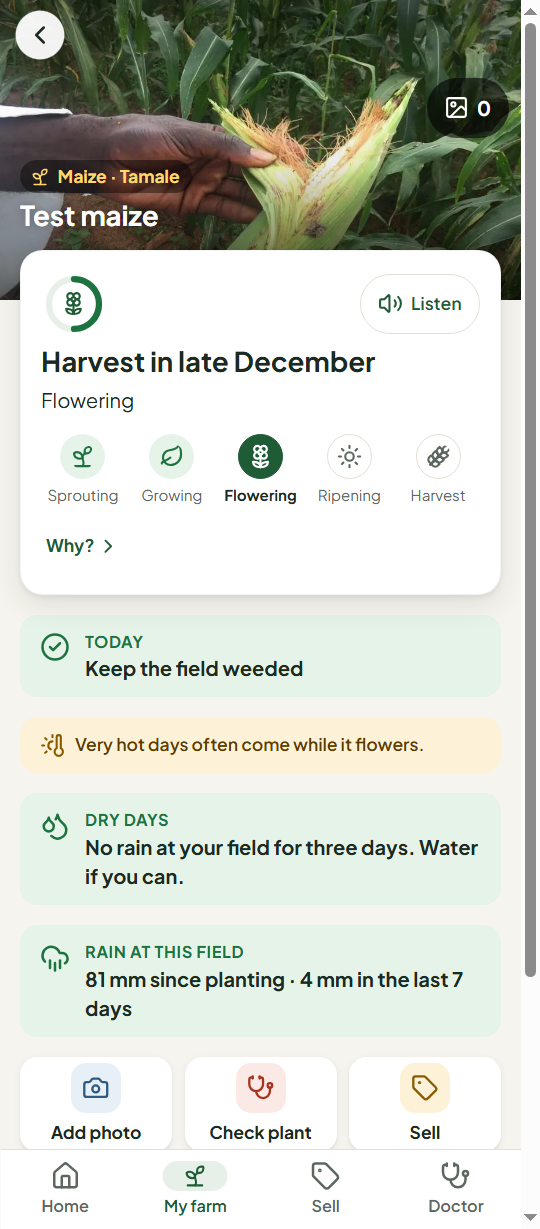 0
Maize · Tamale
Test maize
Listen
Harvest in late December
Flowering
Sprouting
Growing
Flowering
Ripening
Harvest
Why?
TODAY
Keep the field weeded
Very hot days often come while it flowers.
DRY DAYS
No rain at your field for three days. Water
if you can.
RAIN AT THIS FIELD
81 mm since planting · 4 mm in the last 7
days
Add photo
Check plant
Sell
Home
My farm
Sell
Doctor